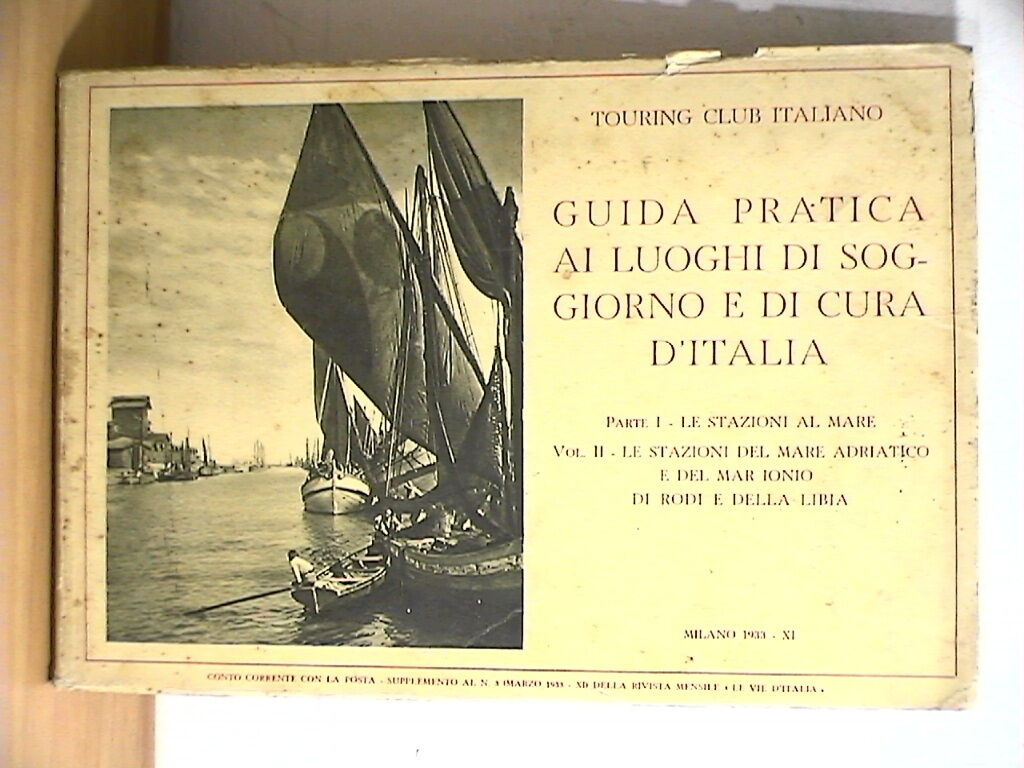 TOURING CLUB ITALIANO
GUIDA PRATICA
AI LUOGHI DI SOG-
GIORNO E DI CURA
D'ITALIA
PARTE I - LE STAZIONI AL MARE
VOL. II - LE STAZIONI DEL MARE ADRIATICO
E DEL MAR IONIO
DI RODI E DELLA LIBIA
MILANO 1933 - XI
CONTO CORRENTE CON LA POSTA - SUPPLEMENTO AL N. 3 (MARZO 1933 - XI) DELLA RIVISTA MENSILE « LE VIE D'ITALIA »